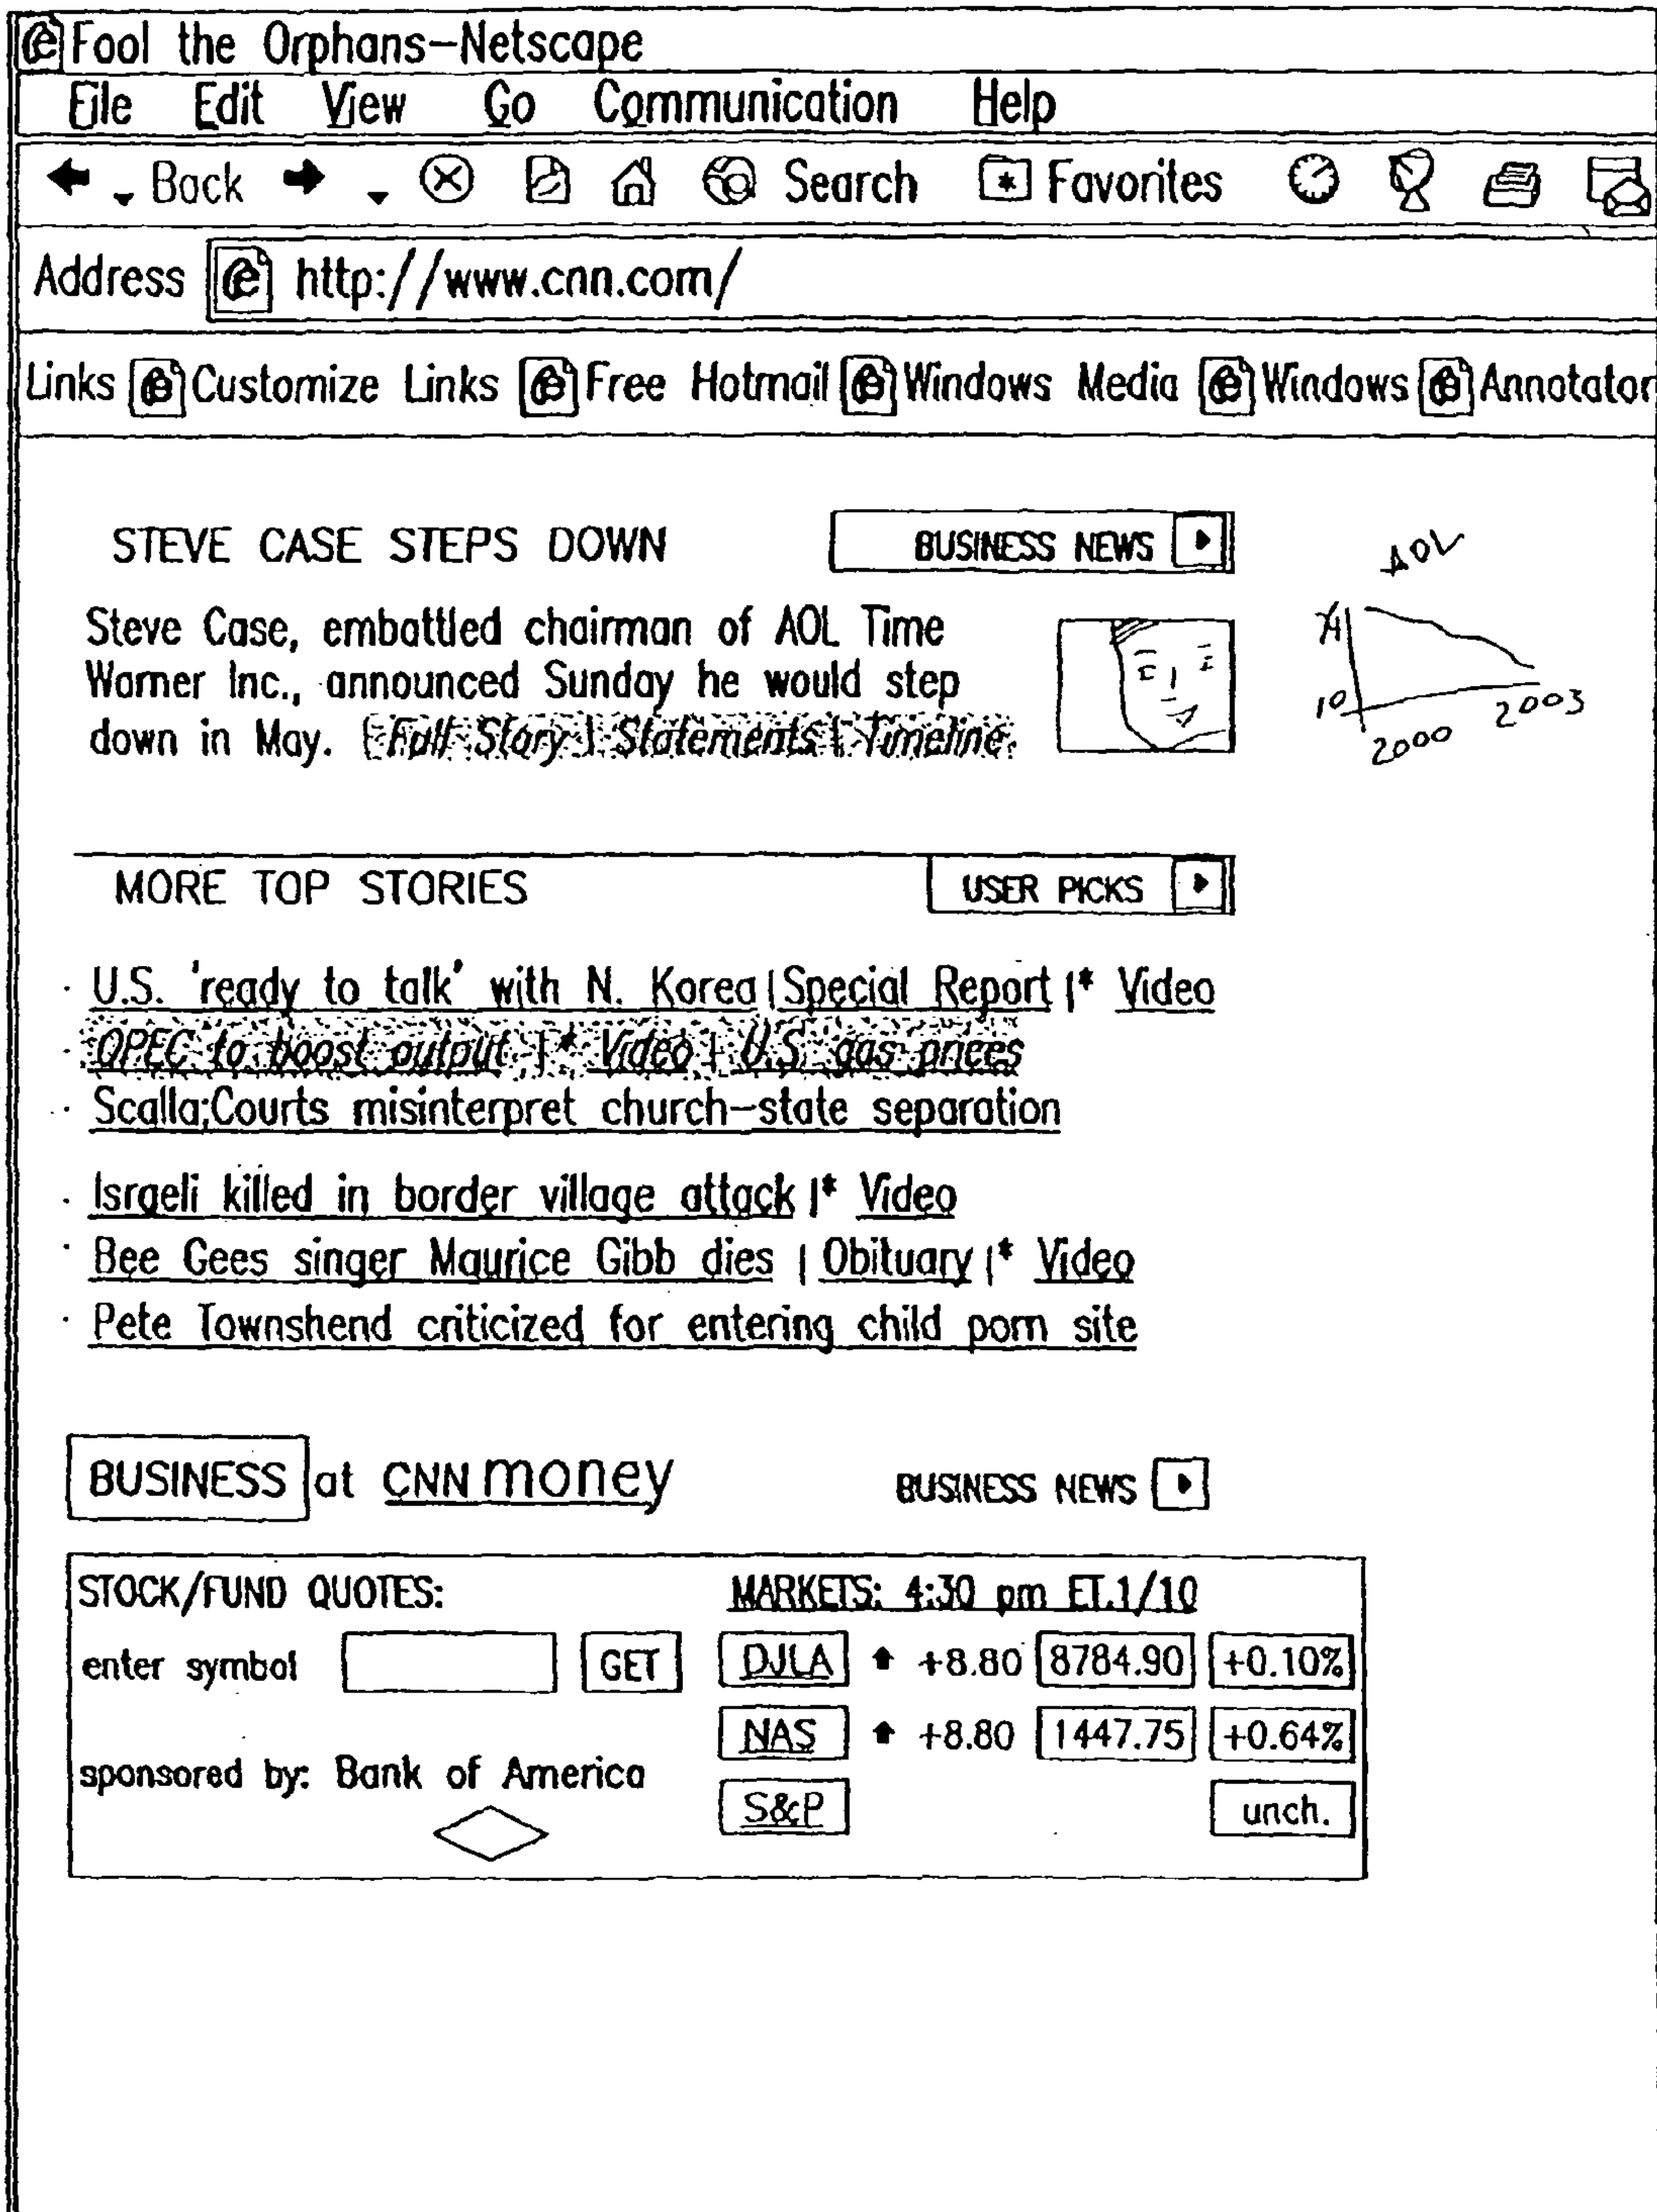 Fool the Orphans-Netscape
File Edit View Go Communication Help
Back Search Favorites
Address http://www.cnn.com/
Links Customize Links Free Hotmail Windows Media Windows Annotator
STEVE CASE STEPS DOWN BUSINESS NEWS
AOL
Steve Case, embattled chairman of AOL Time
Warner Inc., announced Sunday he would step
down in May. | Full Story | Statements | Timeline
10 2000 2003
MORE TOP STORIES USER PICKS
· U.S. 'ready to talk' with N. Korea | Special Report |* Video
· OPEC to boost output |* Video | U.S. gas prices
· Scalla;Courts misinterpret church-state separation
· Israeli killed in border village attack |* Video
· Bee Gees singer Maurice Gibb dies | Obituary |* Video
· Pete Townshend criticized for entering child porn site
BUSINESS at CNN money BUSINESS NEWS
STOCK/FUND QUOTES: MARKETS: 4:30 pm ET.1/10
enter symbol GET DJLA +8.80 8784.90 +0.10%
NAS +8.80 1447.75 +0.64%
sponsored by: Bank of America
S&P unch.